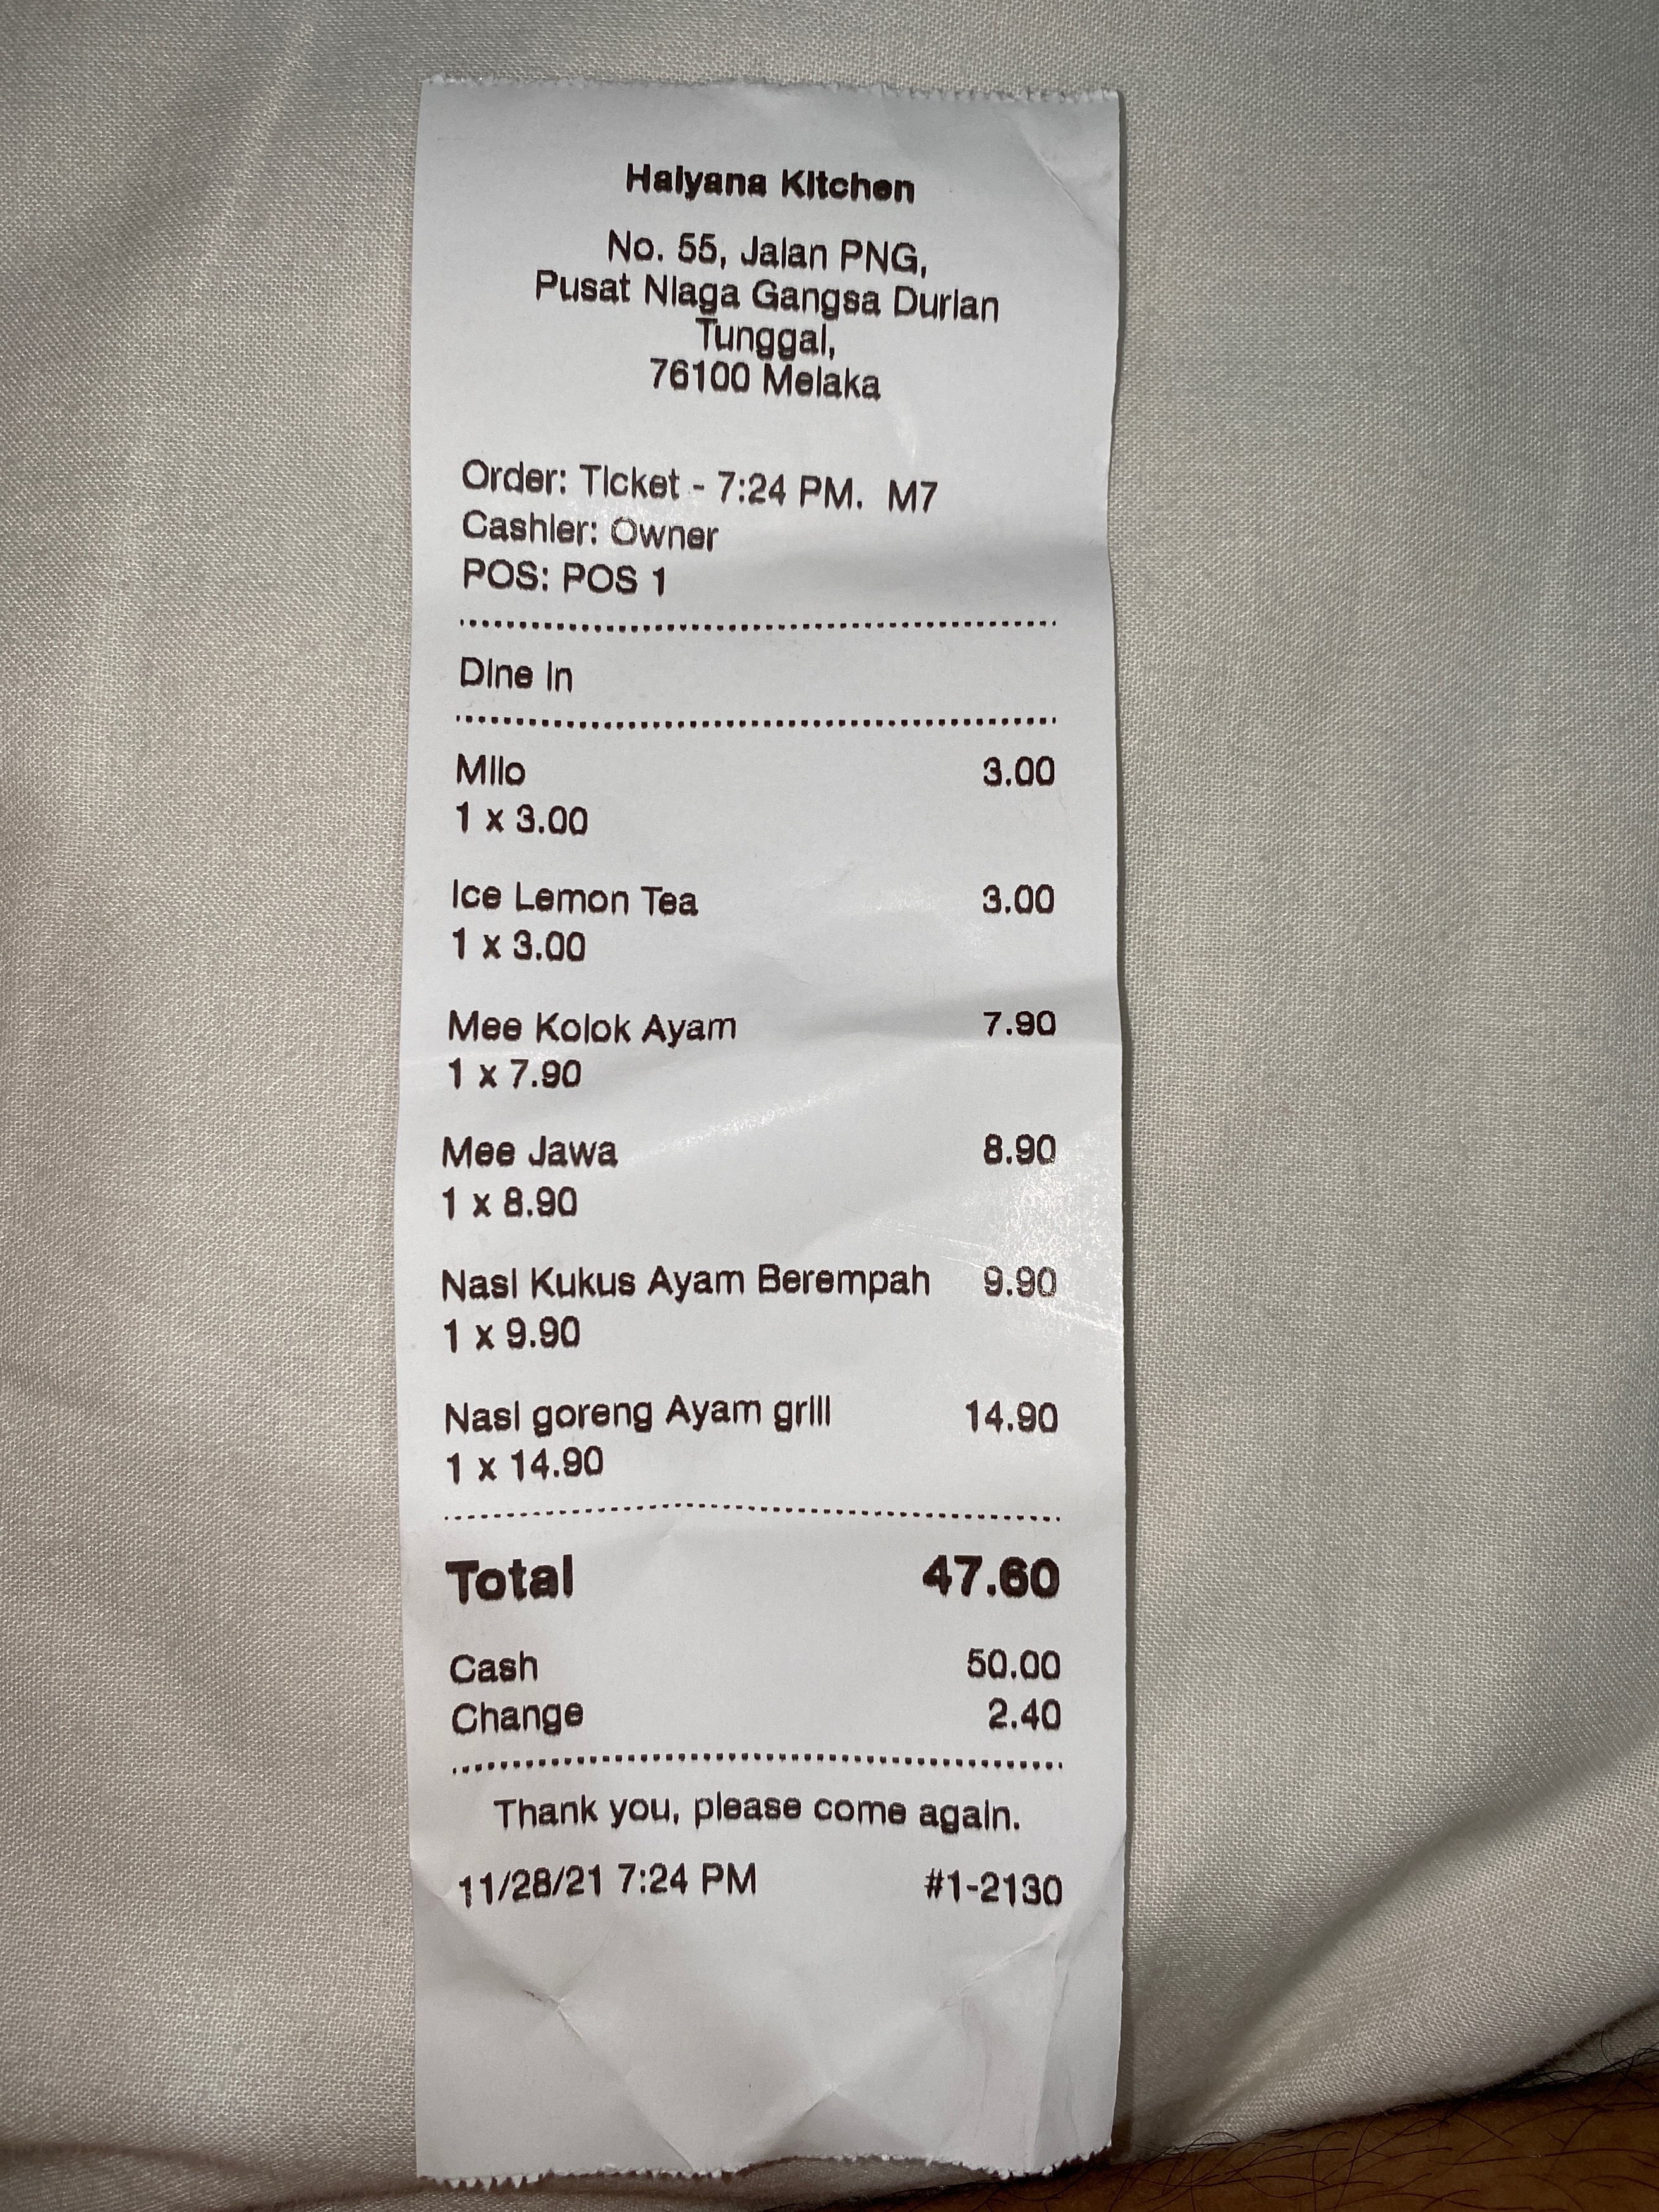 Haiyana Kitchen
No. 55, Jalan PNG,
Pusat Niaga Gangsa Durian
Tunggal,
76100 Melaka
Order: Ticket - 7:24 PM. M7
Cashier: Owner
POS: POS 1
Dine in
Milo 3.00
1 x 3.00
Ice Lemon Tea 3.00
1 x 3.00
Mee Kolok Ayam 7.90
1 x 7.90
Mee Jawa 8.90
1 x 8.90
Nasi Kukus Ayam Berempah 9.90
1 x 9.90
Nasi goreng Ayam grill 14.90
1 x 14.90
Total 47.60
Cash 50.00
Change 2.40
Thank you, please come again.
11/28/21 7:24 PM #1-2130